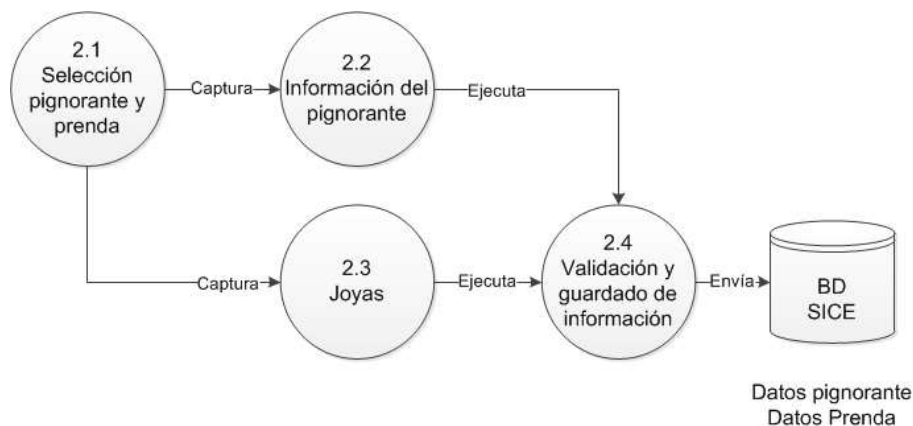 2.1
Selección
pignorante y
prenda
Captura
2.2
Información del
pignorante
Ejecuta
Captura
2.3
Joyas
Ejecuta
2.4
Validación y
guardado de
información
Envía
BD
SICE
Datos pignorante
Datos Prenda